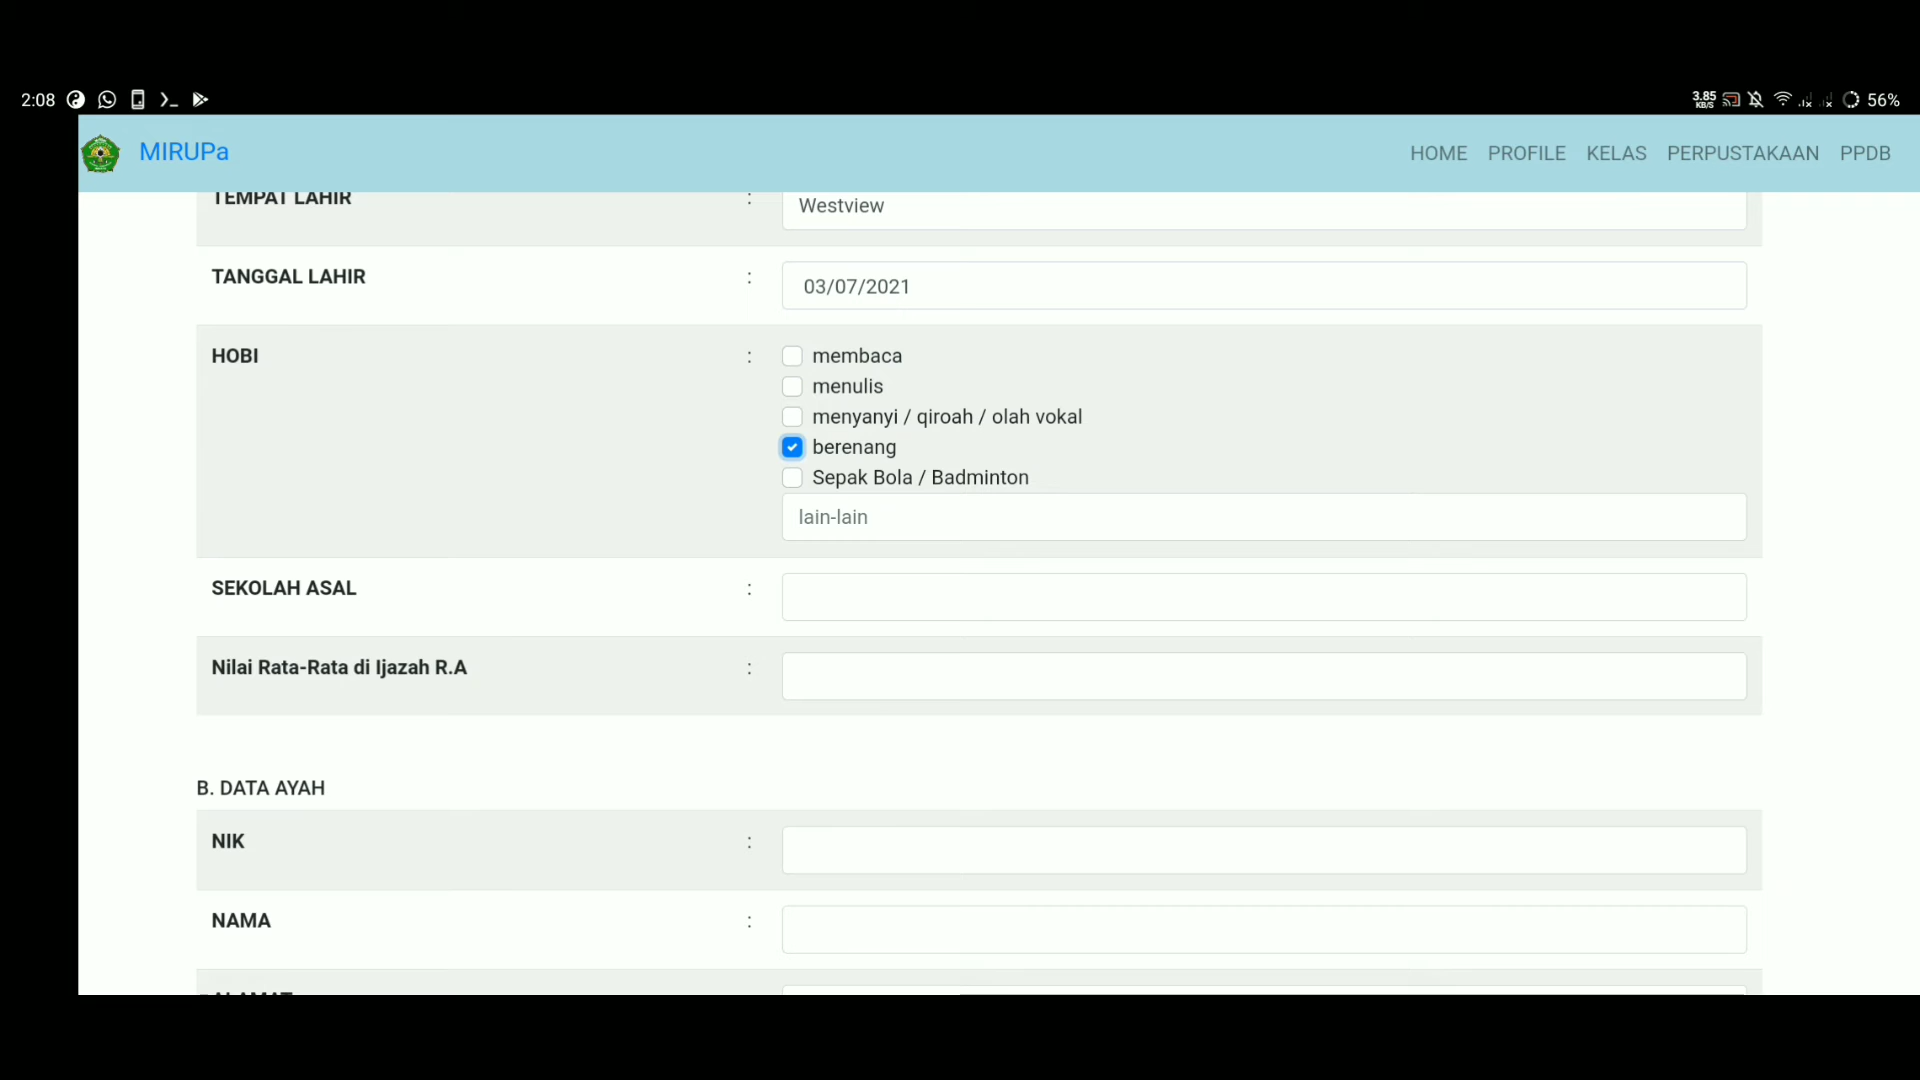 2:08 3.85 KB/S 56%
MIRUPa HOME PROFILE KELAS PERPUSTAKAAN PPDB
TEMPAT LAHIR : Westview
TANGGAL LAHIR : 03/07/2021
HOBI : membaca
menulis
menyanyi / qiroah / olah vokal
berenang
Sepak Bola / Badminton
lain-lain
SEKOLAH ASAL :
Nilai Rata-Rata di Ijazah R.A :
B. DATA AYAH
NIK :
NAMA :